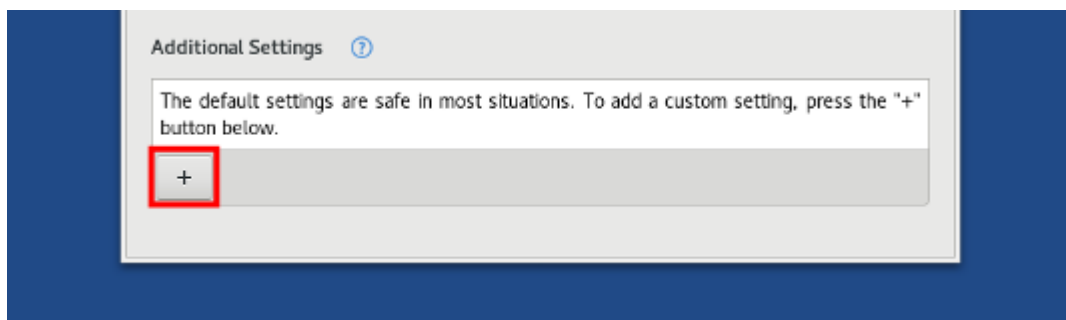 Additional Settings ?
The default settings are safe in most situations. To add a custom setting, press the "+"
button below.
+